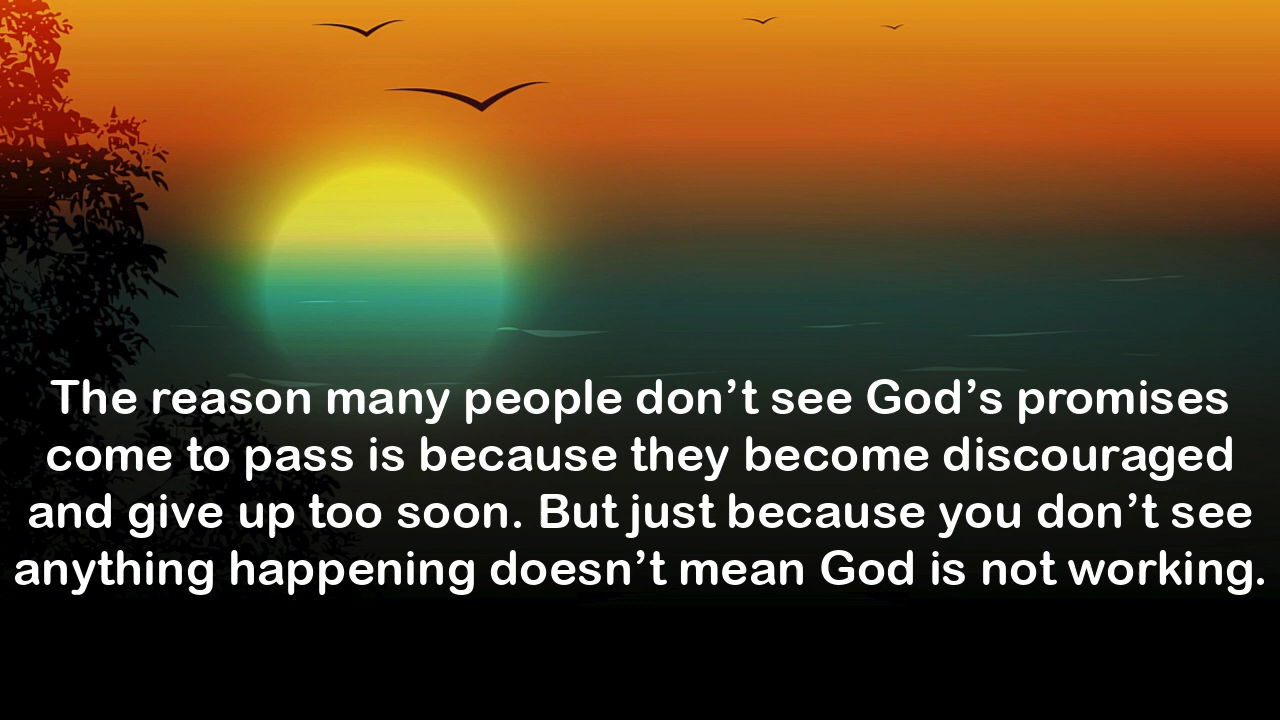 The reason many people don’t see God’s promises
come to pass is because they become discouraged
and give up too soon. But just because you don’t see
anything happening doesn’t mean God is not working.